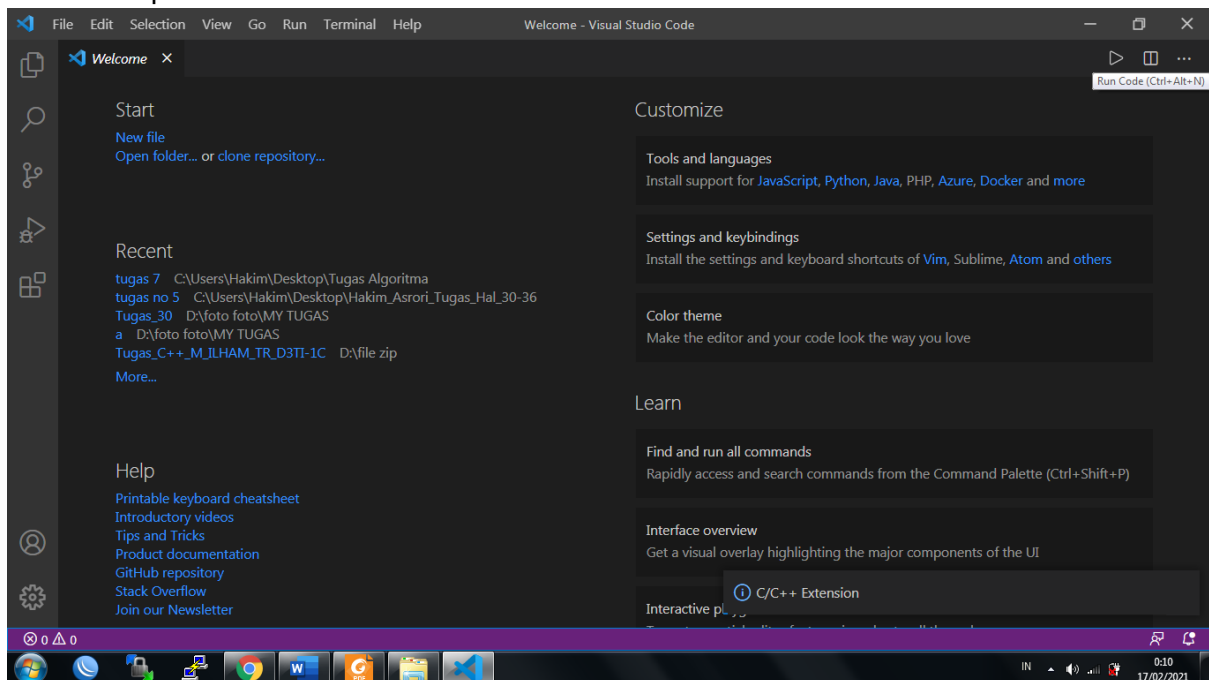 File Edit Selection View Go Run Terminal Help Welcome - Visual Studio Code
Welcome
Run Code (Ctrl+Alt+N)
Start
New file
Open folder... or clone repository...
Recent
tugas 7 C:\Users\Hakim\Desktop\Tugas Algoritma
tugas no 5 C:\Users\Hakim\Desktop\Hakim_Asrori_Tugas_Hal_30-36
Tugas_30 D:\foto foto\MY TUGAS
a D:\foto foto\MY TUGAS
Tugas_C++_M_ILHAM_TR_D3TI-1C D:\file zip
More...
Help
Printable keyboard cheatsheet
Introductory videos
Tips and Tricks
Product documentation
GitHub repository
Stack Overflow
Join our Newsletter
Customize
Tools and languages
Install support for JavaScript, Python, Java, PHP, Azure, Docker and more
Settings and keybindings
Install the settings and keyboard shortcuts of Vim, Sublime, Atom and others
Color theme
Make the editor and your code look the way you love
Learn
Find and run all commands
Rapidly access and search commands from the Command Palette (Ctrl+Shift+P)
Interface overview
Get a visual overlay highlighting the major components of the UI
Interactive
C/C++ Extension
0 0
W
PDF
IN
0:10
17/02/2021